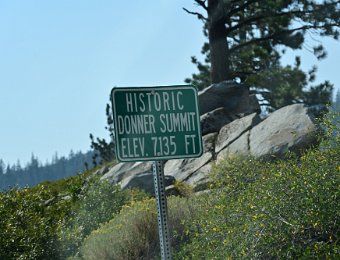 HISTORIC
DONNER SUMMIT
ELEV. 7,135 FT